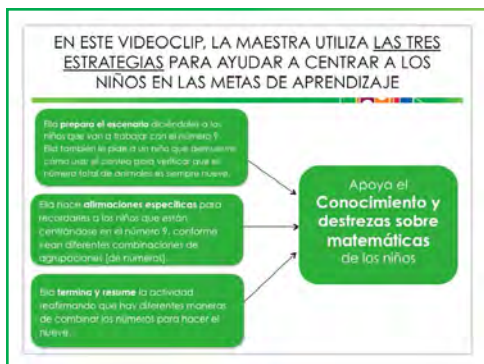 EN ESTE VIDEOCLIP, LA MAESTRA UTILIZA LAS TRES
ESTRATEGIAS PARA AYUDAR A CENTRAR A LOS
NIÑOS EN LAS METAS DE APRENDIZAJE
Ella prepara el escenario diciéndoles a los
niños que van a trabajar con el número 9.
Ella también le pide a un niño que demuestre
cómo usar el conteo para verificar que el
número total de animales es siempre nueve.
Ella hace afirmaciones específicas para
recordarles a los niños que están
centrándose en el número 9, conforme
vean diferentes combinaciones de
agrupaciones [de números].
Ella termina y resume la actividad
reafirmando que hay diferentes maneras
de combinar los números para hacer el
nueve.
Apoya el
Conocimiento y
destrezas sobre
matemáticas
de los niños